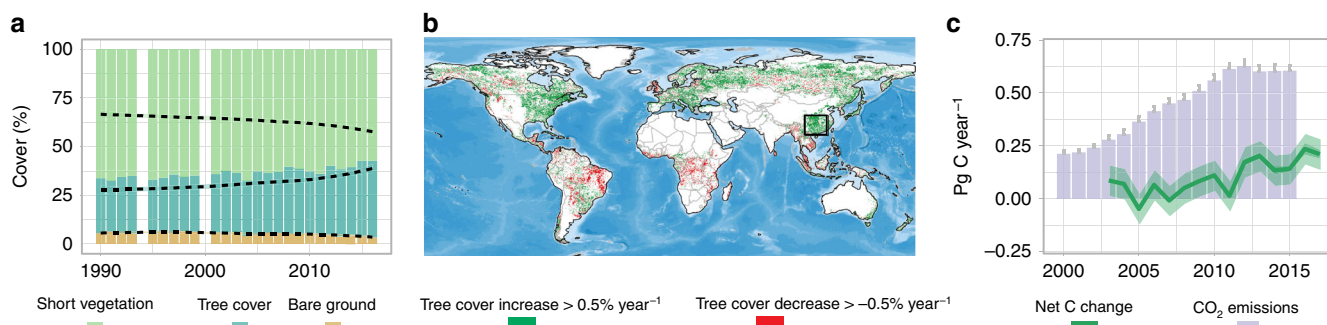 a
100
75
50
25
0
Cover (%)
1990
2000
2010
Short vegetation
Tree cover
Bare ground
b
Tree cover increase > 0.5% year⁻¹
Tree cover decrease > −0.5% year⁻¹
c
0.75
0.50
0.25
0.00
−0.25
Pg C year⁻¹
2000
2005
2010
2015
Net C change
CO₂ emissions